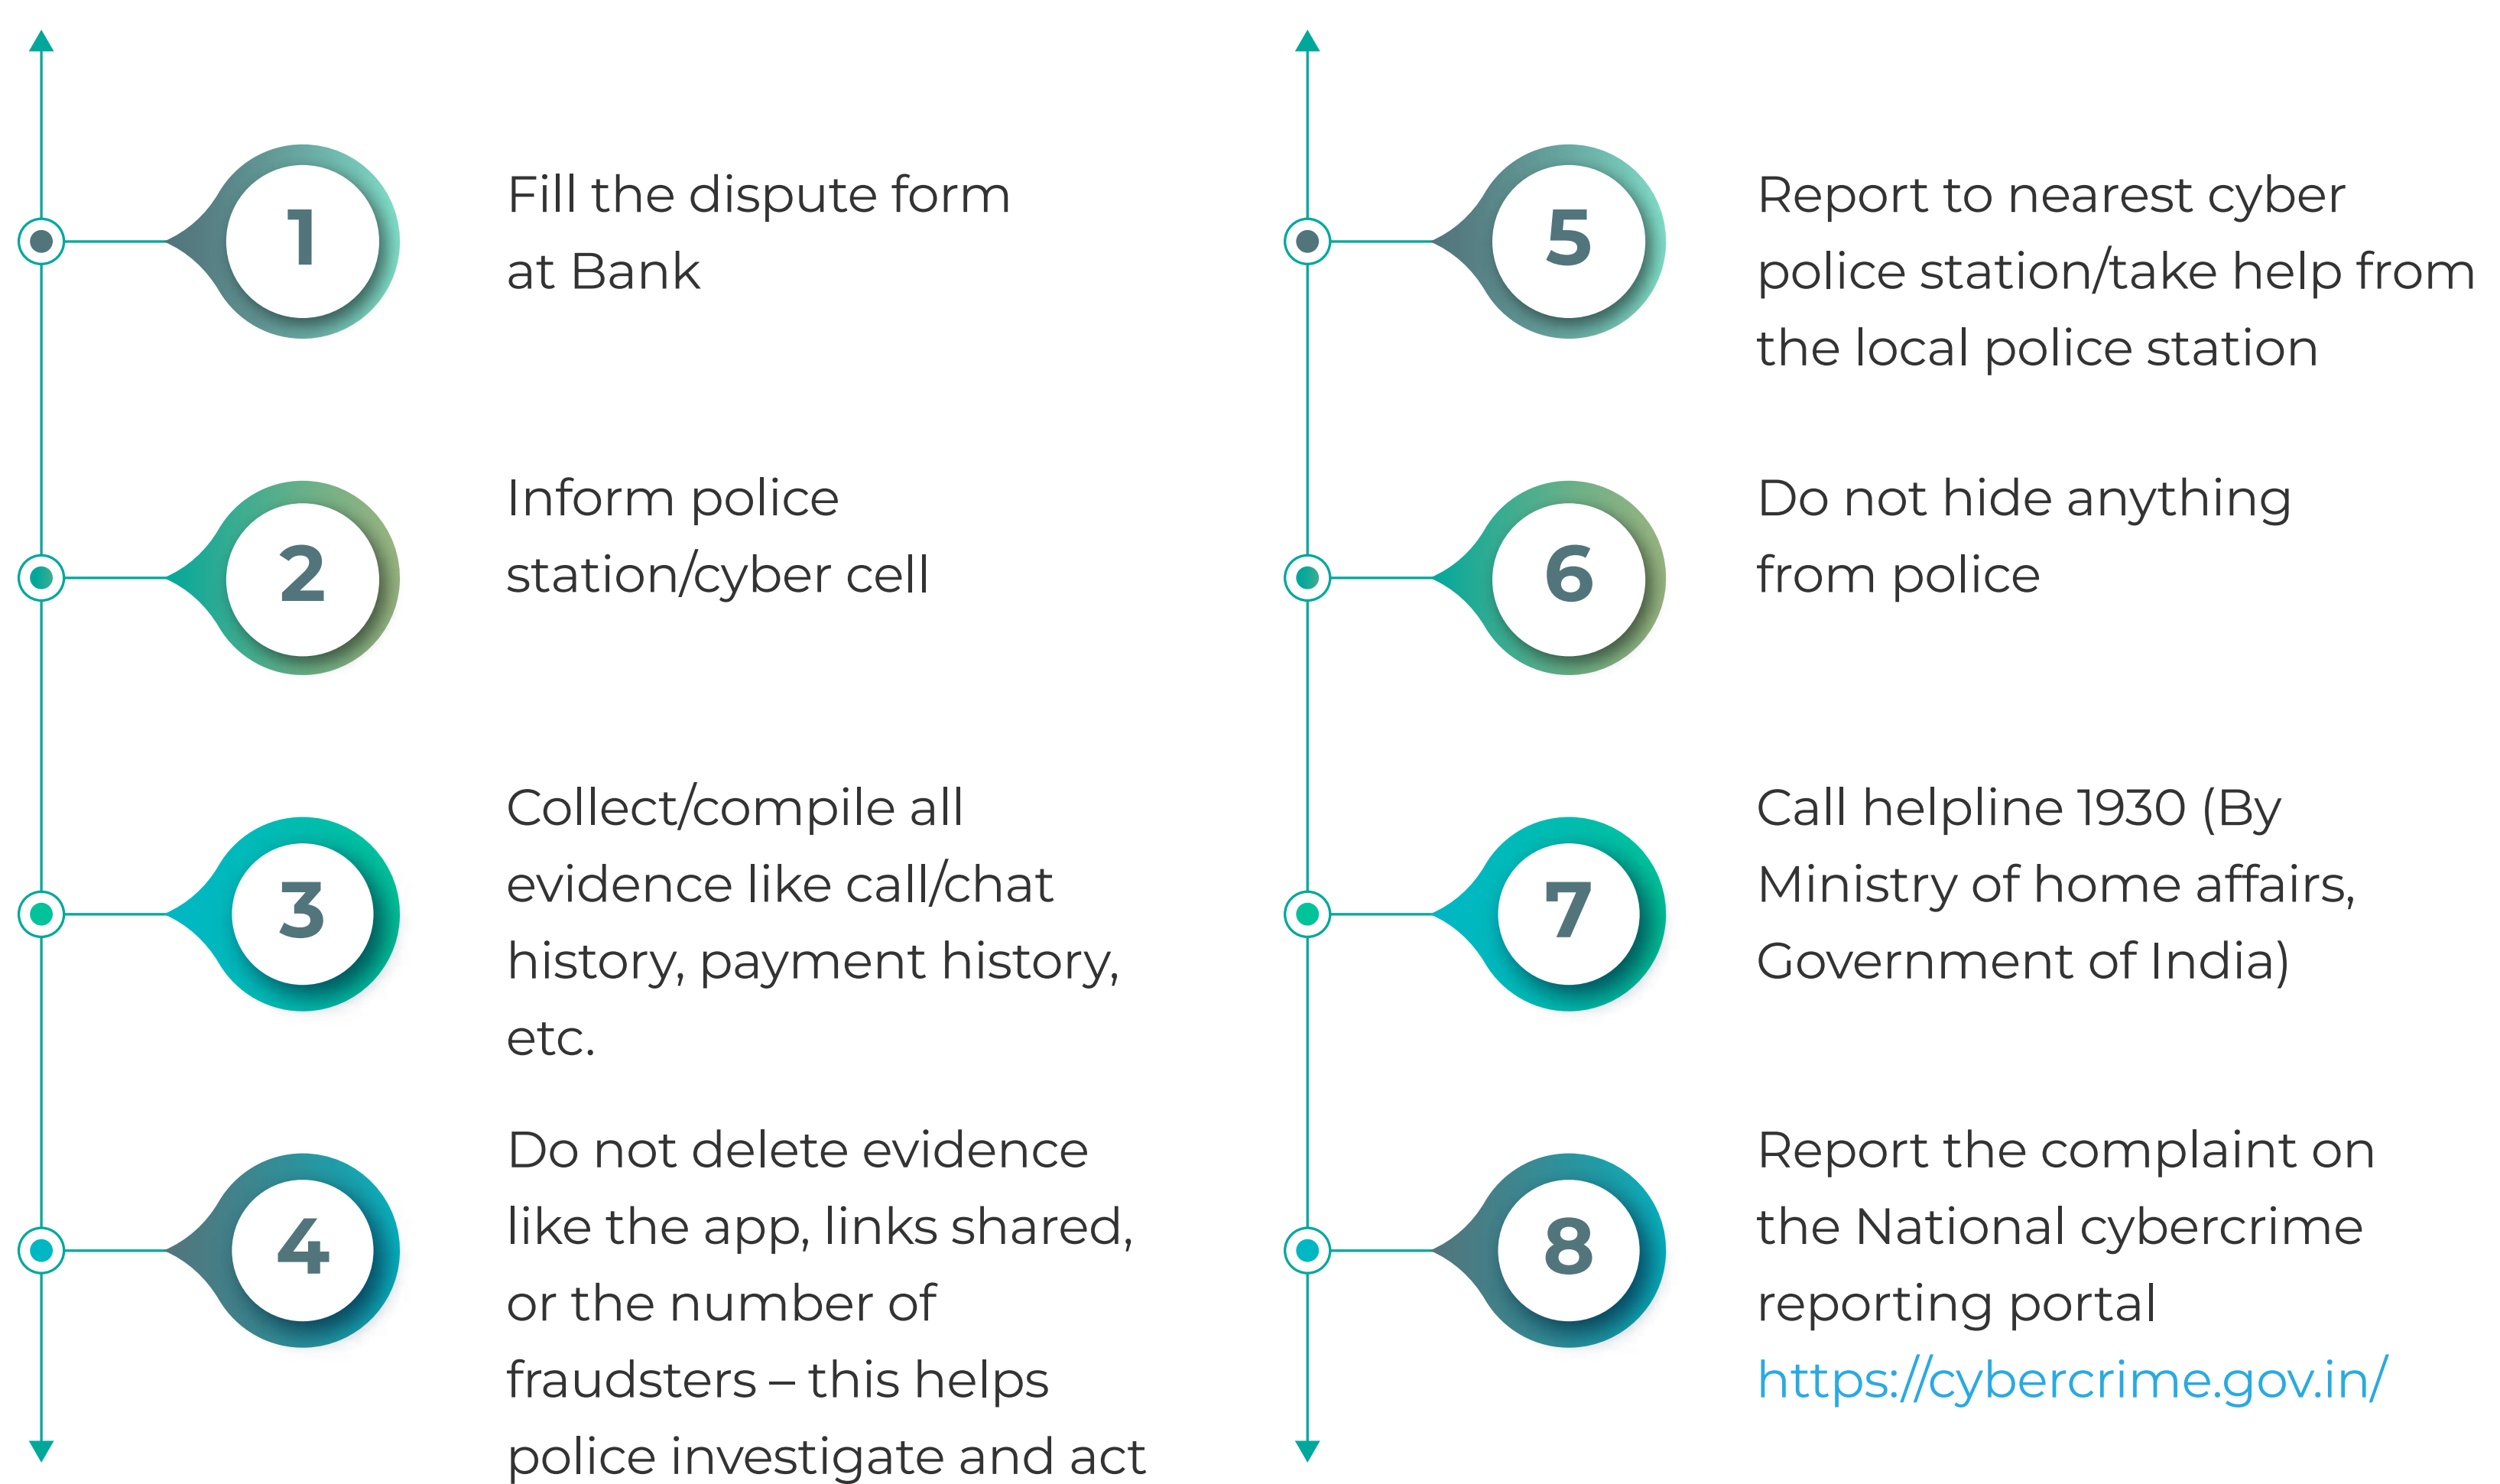 1
Fill the dispute form
at Bank
2
Inform police
station/cyber cell
3
Collect/compile all
evidence like call/chat
history, payment history,
etc.
4
Do not delete evidence
like the app, links shared,
or the number of
fraudsters – this helps
police investigate and act
5
Report to nearest cyber
police station/take help from
the local police station
6
Do not hide anything
from police
7
Call helpline 1930 (By
Ministry of home affairs,
Government of India)
8
Report the complaint on
the National cybercrime
reporting portal
https://cybercrime.gov.in/